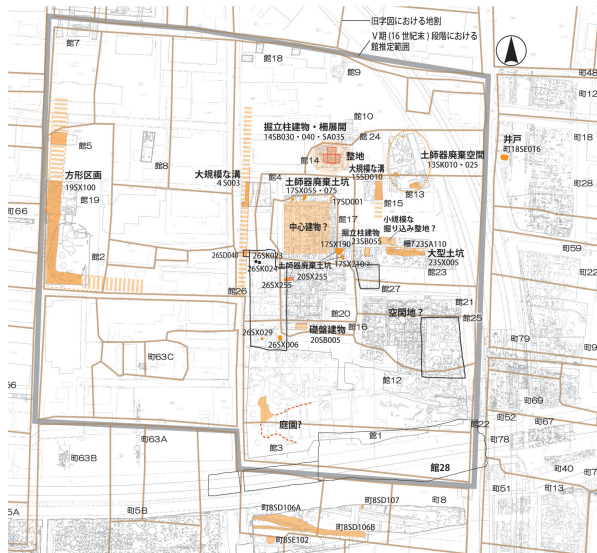 旧字図における地割
Ⅴ期(16世紀末)段階における
館推定範囲
館7
館18
館9
町48
町12
館10
掘立柱建物・柵展開
14SB030・040・SA035
館24
土師器廃棄空間
13SK010・025
井戸
町18SE016
館5
館8
館14
整地
方形区画
19SX100
大規模な溝
4S003
大規模な溝
15SD010
町28
館4
土師器廃棄土坑
17SX055・075
館13
館19
17SD001
館15
町66
中心建物?
館17
小規模な
掘り込み整地?
掘立柱建物
23SB055
柵?23SA110
町59
館2
26SD040
26SK023
17SX190
大型土坑
23SX005
26SK024
土師器廃棄土坑
20SX255
17SX210
館23
町22
26SX255
館26
館27
館21
空閑地?
館25
館20
26SX029
礎盤建物
20SB005
館16
町79
26SX006
町63C
館12
町69
庭園?
町52
町67
館22
町63A
館1
町78
館3
町63B
館28
町40
町51
町13
町5B
町8SD106A
町8SD107
町8
町8SD106B
町8SE102